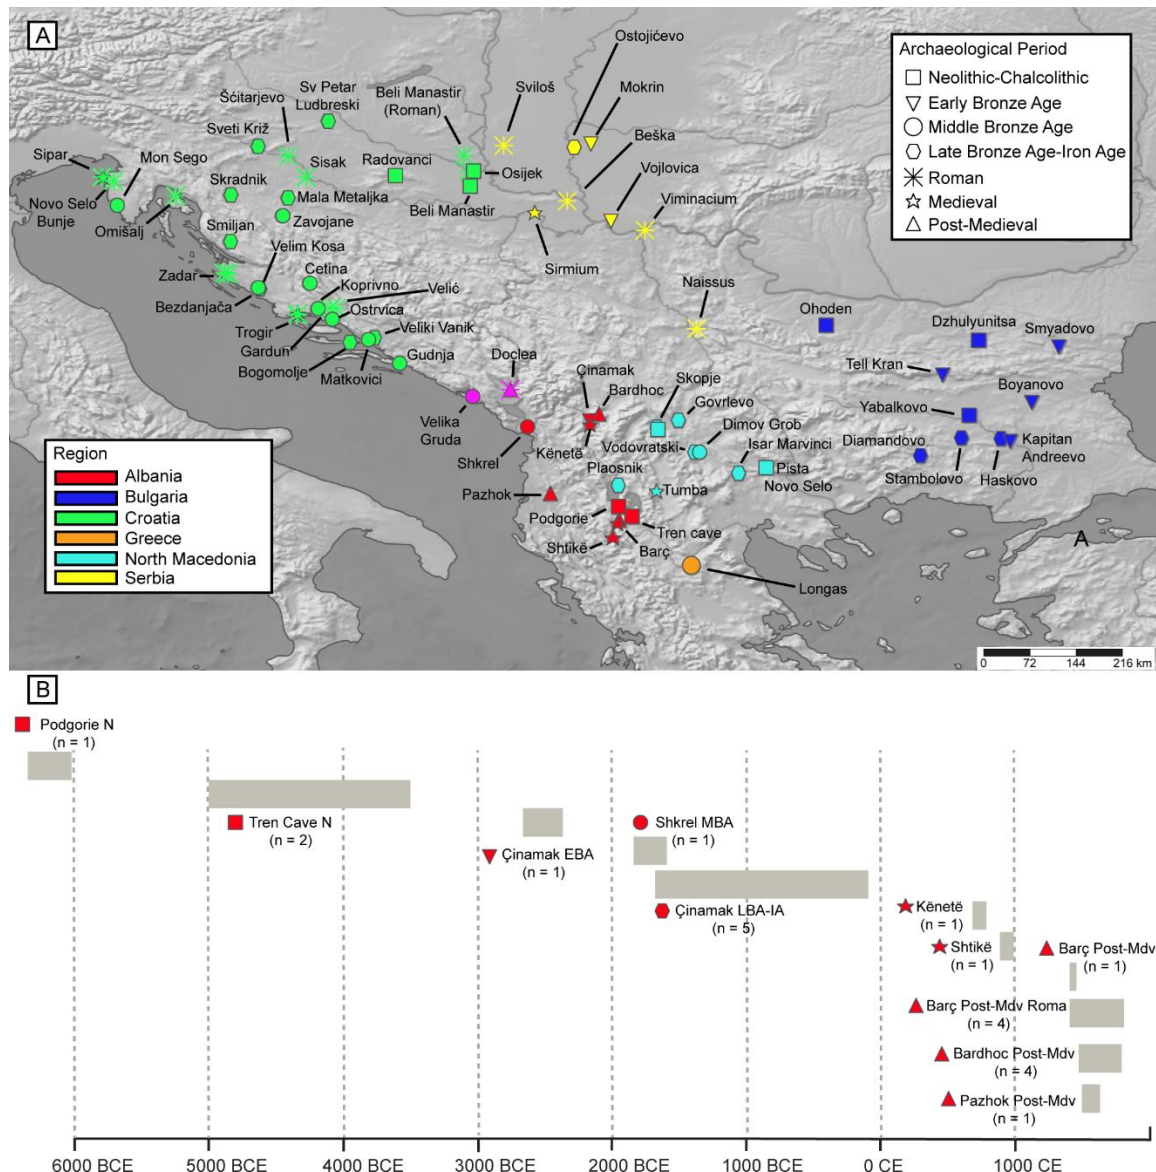 A
Ostojićevo
Sv Petar
Ludbreski
Beli Manastir
(Roman)
Sviloš
Mokrin
Šćitarjevo
Sveti Križ
Beška
Sipar
Mon Sego
Sisak
Radovanci
Vojlovica
Osijek
Skradnik
Viminacium
Novo Selo
Bunje
Mala Metaljka
Beli Manastir
Zavojane
Omišalj
Smiljan
Velim Kosa
Sirmium
Zadar
Cetina
Koprivno
Velić
Naissus
Bezdanjača
Ostrvica
Ohoden
Dzhulyunitsa
Smyadovo
Trogir
Veliki Vanik
Gardun
Gudnja
Doclea
Bogomolje
Matkovici
Çinamak
Bardhoc
Skopje
Tell Kran
Boyanovo
Govrlevo
Yabalkovo
Velika
Gruda
Dimov Grob
Vodovratski
Isar Marvinci
Diamandovo
Kapitan
Andreevo
Shkrel
Kënetë
Plaosnik
Pista
Novo Selo
Stambolovo
Haskovo
Pazhok
Tumba
Podgorie
Tren cave
Shtikë
Barç
A
Longas
Archaeological Period
Neolithic-Chalcolithic
Early Bronze Age
Middle Bronze Age
Late Bronze Age-Iron Age
Roman
Medieval
Post-Medieval
Region
Albania
Bulgaria
Croatia
Greece
North Macedonia
Serbia
0 72 144 216 km
B
Podgorie N
(n = 1)
Tren Cave N
(n = 2)
Shkrel MBA
(n = 1)
Çinamak EBA
(n = 1)
Çinamak LBA-IA
(n = 5)
Kënetë
(n = 1)
Shtikë
(n = 1)
Barç Post-Mdv
(n = 1)
Barç Post-Mdv Roma
(n = 4)
Bardhoc Post-Mdv
(n = 4)
Pazhok Post-Mdv
(n = 1)
6000 BCE 5000 BCE 4000 BCE 3000 BCE 2000 BCE 1000 BCE 0 CE 1000 CE